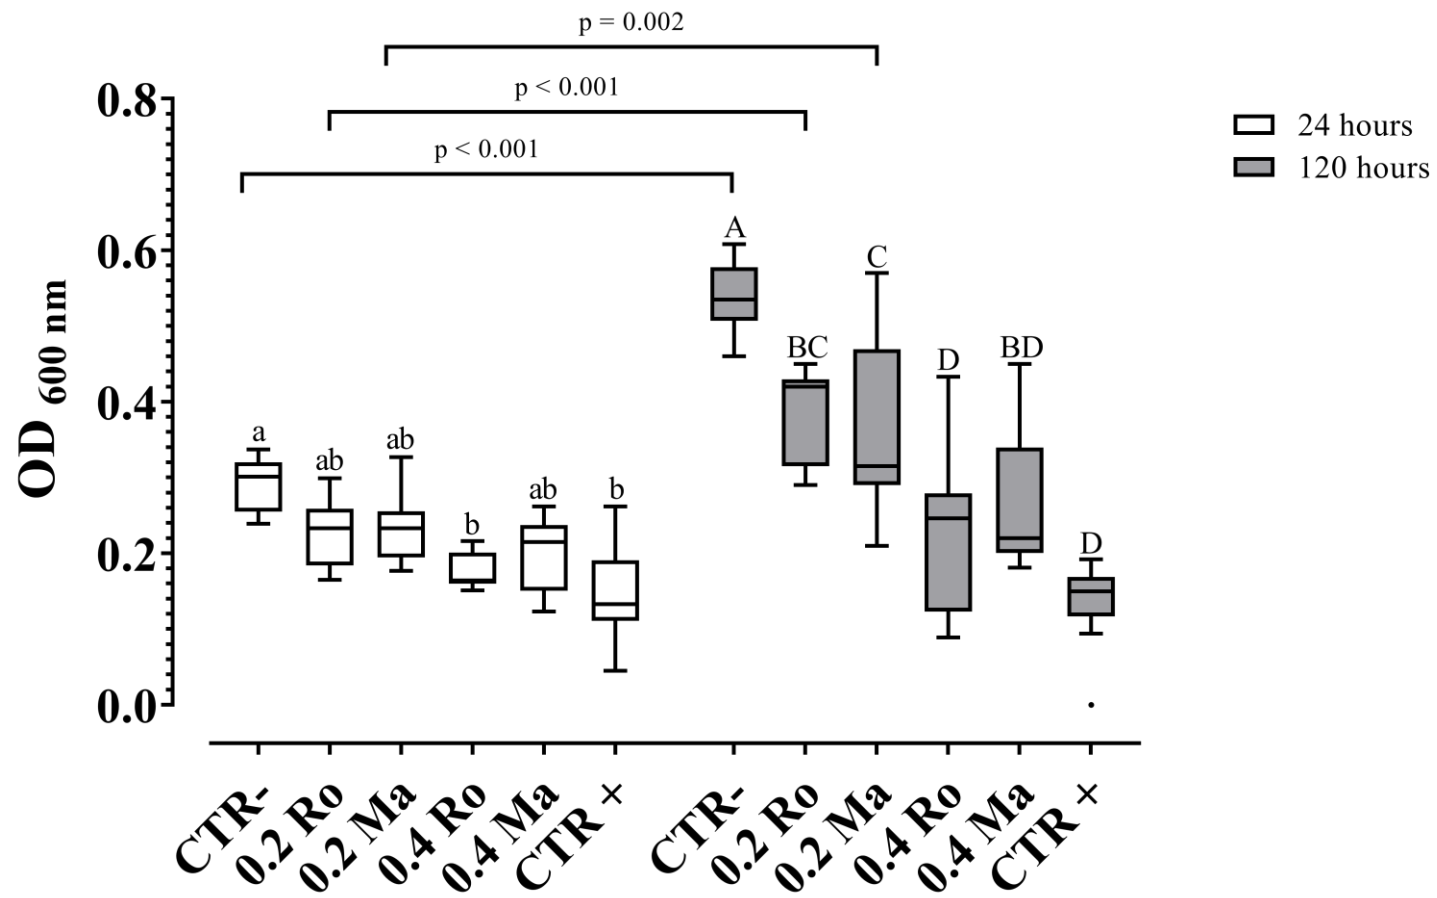 p = 0.002
p < 0.001
p < 0.001
0.8
0.6
0.4
0.2
0.0
OD 600 nm
24 hours
120 hours
a
ab
ab
b
ab
b
A
BC
C
D
BD
D
CTR-
0.2 Ro
0.2 Ma
0.4 Ro
0.4 Ma
CTR +
CTR-
0.2 Ro
0.2 Ma
0.4 Ro
0.4 Ma
CTR +